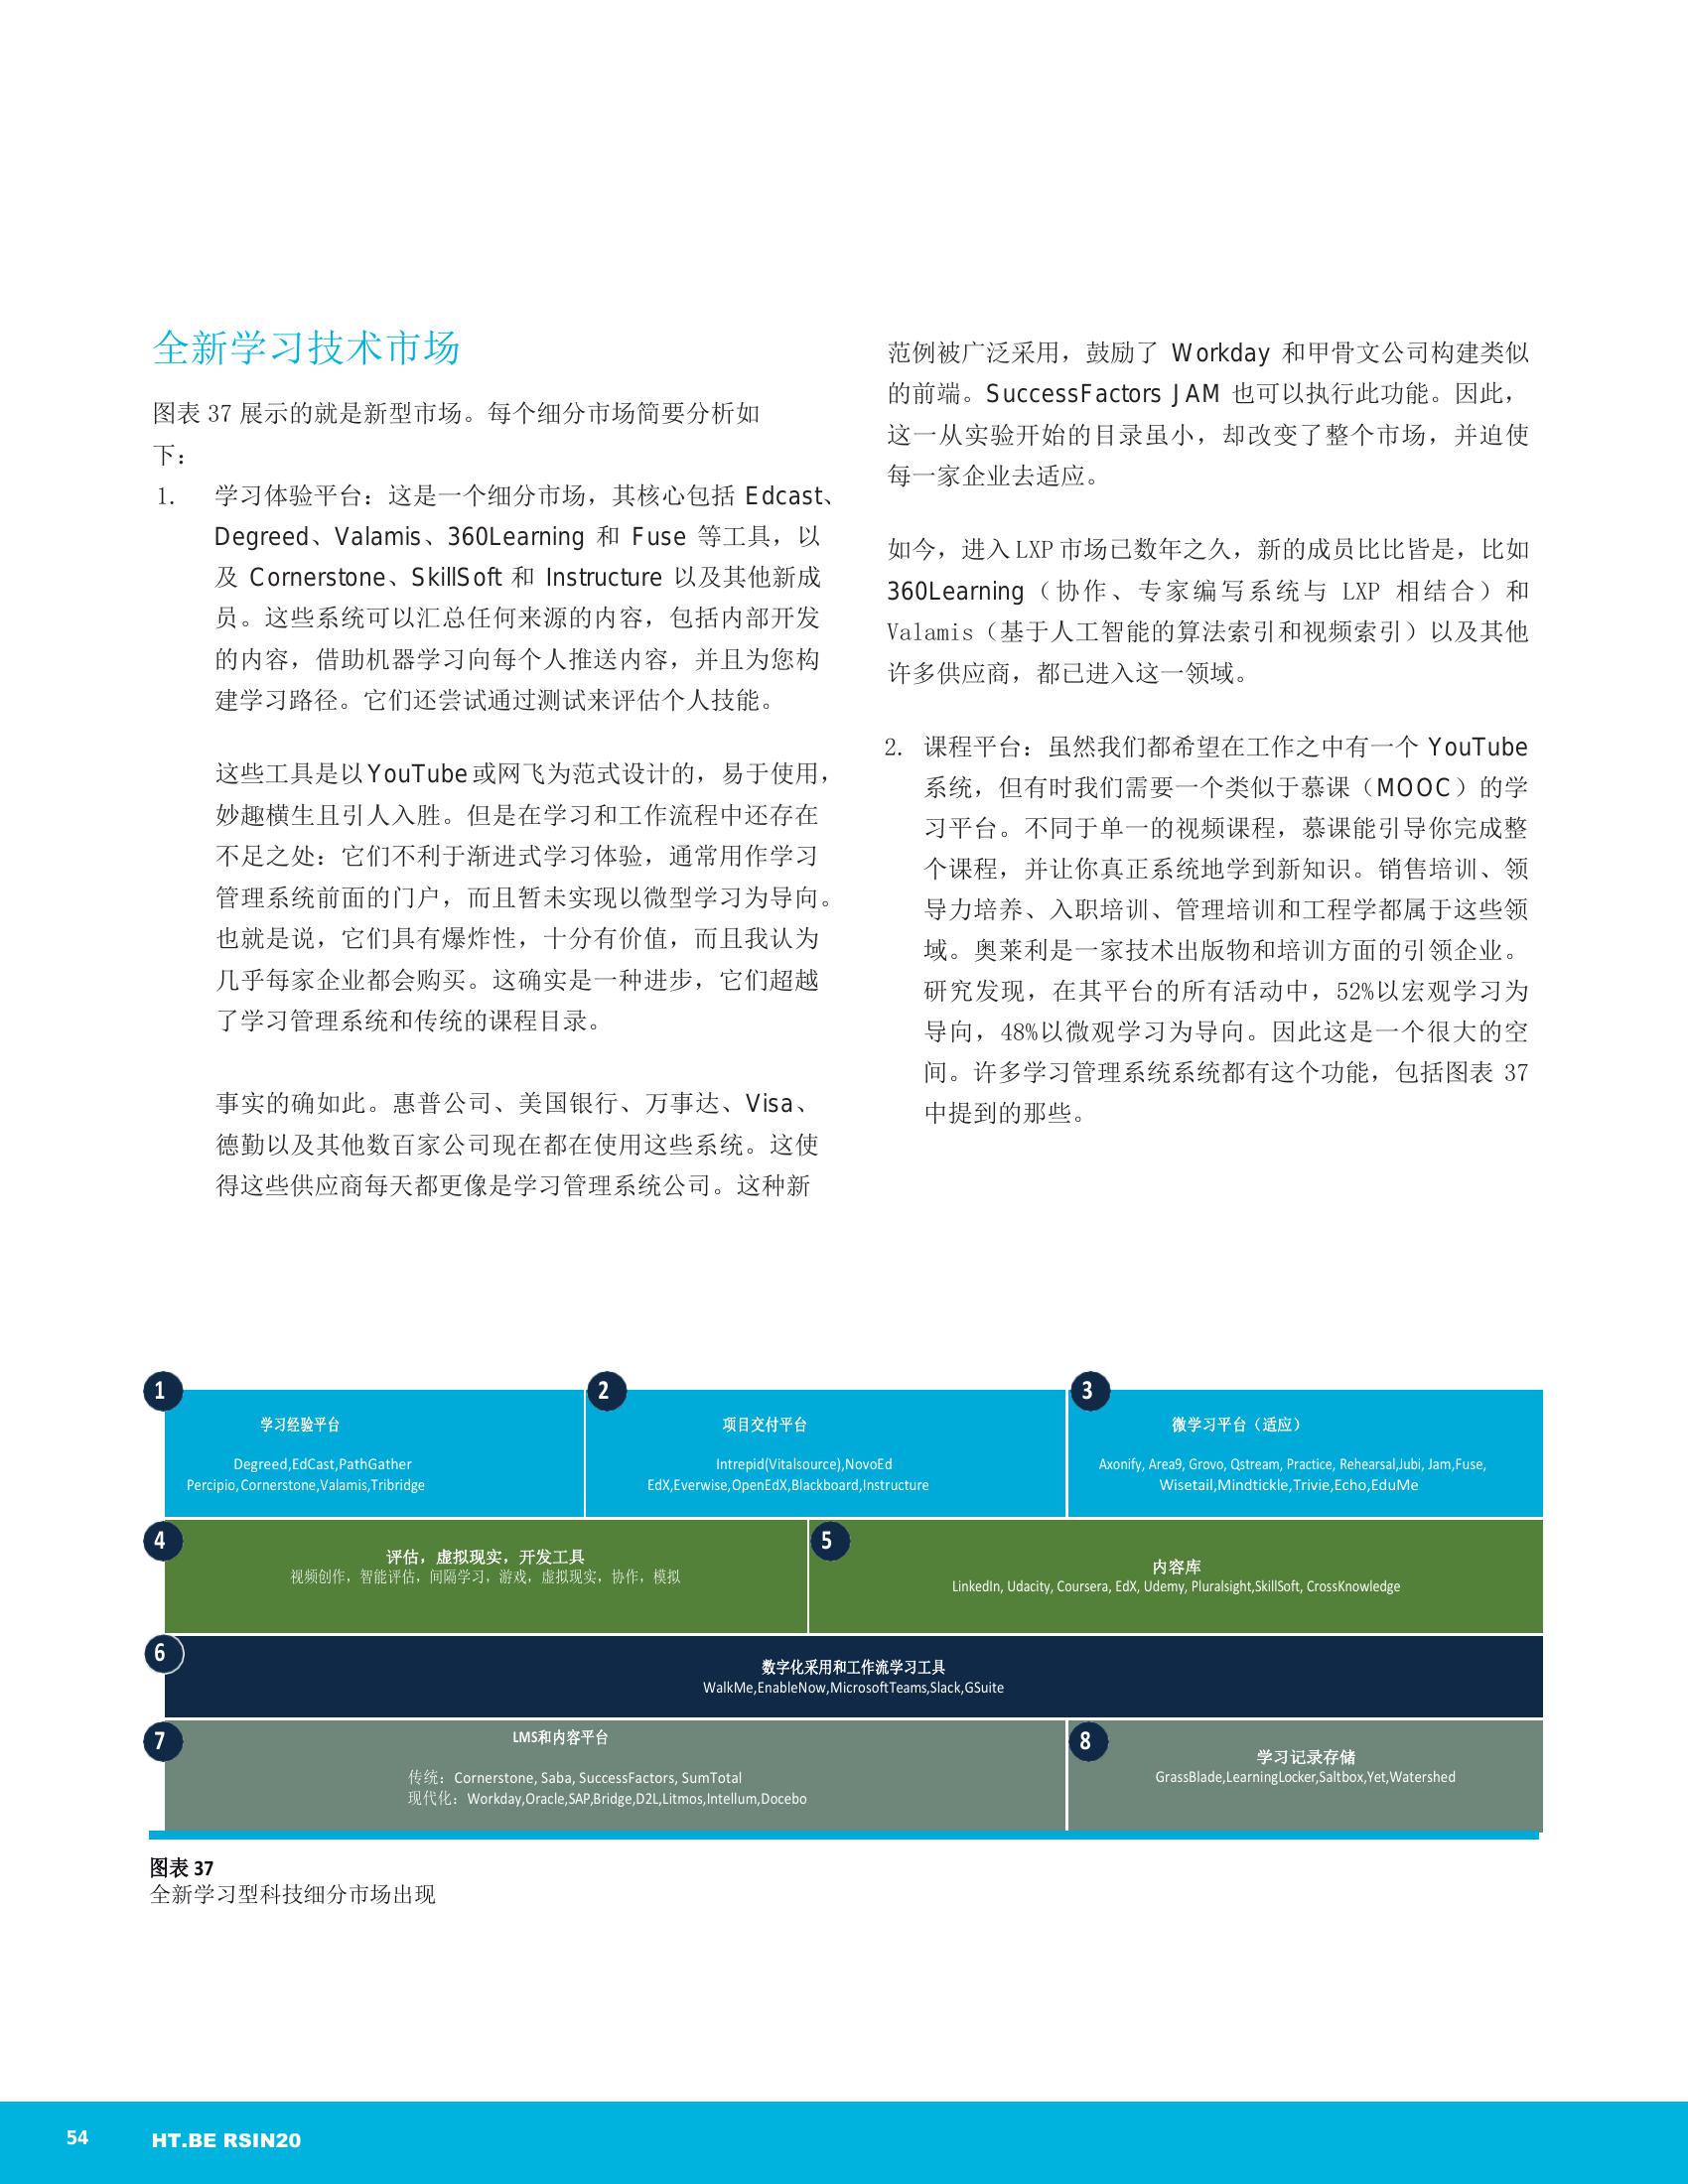 全新学习技术市场
图表 37 展示的就是新型市场。每个细分市场简要分析如
下：
1. 学习体验平台：这是一个细分市场，其核心包括 Edcast、
Degreed、Valamis、360Learning 和 Fuse 等工具，以
及 Cornerstone、SkillSoft 和 Instructure 以及其他新成
员。这些系统可以汇总任何来源的内容，包括内部开发
的内容，借助机器学习向每个人推送内容，并且为您构
建学习路径。它们还尝试通过测试来评估个人技能。
这些工具是以 YouTube 或网飞为范式设计的，易于使用，
妙趣横生且引人入胜。但是在学习和工作流程中还存在
不足之处：它们不利于渐进式学习体验，通常用作学习
管理系统前面的门户，而且暂未实现以微型学习为导向。
也就是说，它们具有爆炸性，十分有价值，而且我认为
几乎每家企业都会购买。这确实是一种进步，它们超越
了学习管理系统和传统的课程目录。
事实的确如此。惠普公司、美国银行、万事达、Visa、
德勤以及其他数百家公司现在都在使用这些系统。这使
得这些供应商每天都更像是学习管理系统公司。这种新
范例被广泛采用，鼓励了 Workday 和甲骨文公司构建类似
的前端。SuccessFactors JAM 也可以执行此功能。因此，
这一从实验开始的目录虽小，却改变了整个市场，并迫使
每一家企业去适应。
如今，进入 LXP 市场已数年之久，新的成员比比皆是，比如
360Learning（协作、专家编写系统与 LXP 相结合）和
Valamis（基于人工智能的算法索引和视频索引）以及其他
许多供应商，都已进入这一领域。
2. 课程平台：虽然我们都希望在工作之中有一个 YouTube
系统，但有时我们需要一个类似于慕课（MOOC）的学
习平台。不同于单一的视频课程，慕课能引导你完成整
个课程，并让你真正系统地学到新知识。销售培训、领
导力培养、入职培训、管理培训和工程学都属于这些领
域。奥莱利是一家技术出版物和培训方面的引领企业。
研究发现，在其平台的所有活动中，52%以宏观学习为
导向，48%以微观学习为导向。因此这是一个很大的空
间。许多学习管理系统系统都有这个功能，包括图表 37
中提到的那些。
1
学习经验平台
Degreed,EdCast,PathGather
Percipio,Cornerstone,Valamis,Tribridge
2
项目交付平台
Intrepid(Vitalsource),NovoEd
EdX,Everwise,OpenEdX,Blackboard,Instructure
3
微学习平台（适应）
Axonify, Area9, Grovo, Qstream, Practice, Rehearsal,Jubi, Jam,Fuse,
Wisetail,Mindtickle,Trivie,Echo,EduMe
4
评估，虚拟现实，开发工具
视频创作，智能评估，间隔学习，游戏，虚拟现实，协作，模拟
5
内容库
LinkedIn, Udacity, Coursera, EdX, Udemy, Pluralsight,SkillSoft, CrossKnowledge
6
数字化采用和工作流学习工具
WalkMe,EnableNow,MicrosoftTeams,Slack,GSuite
7
LMS和内容平台
传统：Cornerstone, Saba, SuccessFactors, SumTotal
现代化：Workday,Oracle,SAP,Bridge,D2L,Litmos,Intellum,Docebo
8
学习记录存储
GrassBlade,LearningLocker,Saltbox,Yet,Watershed
图表 37
全新学习型科技细分市场出现
54 HT.BE RSIN20